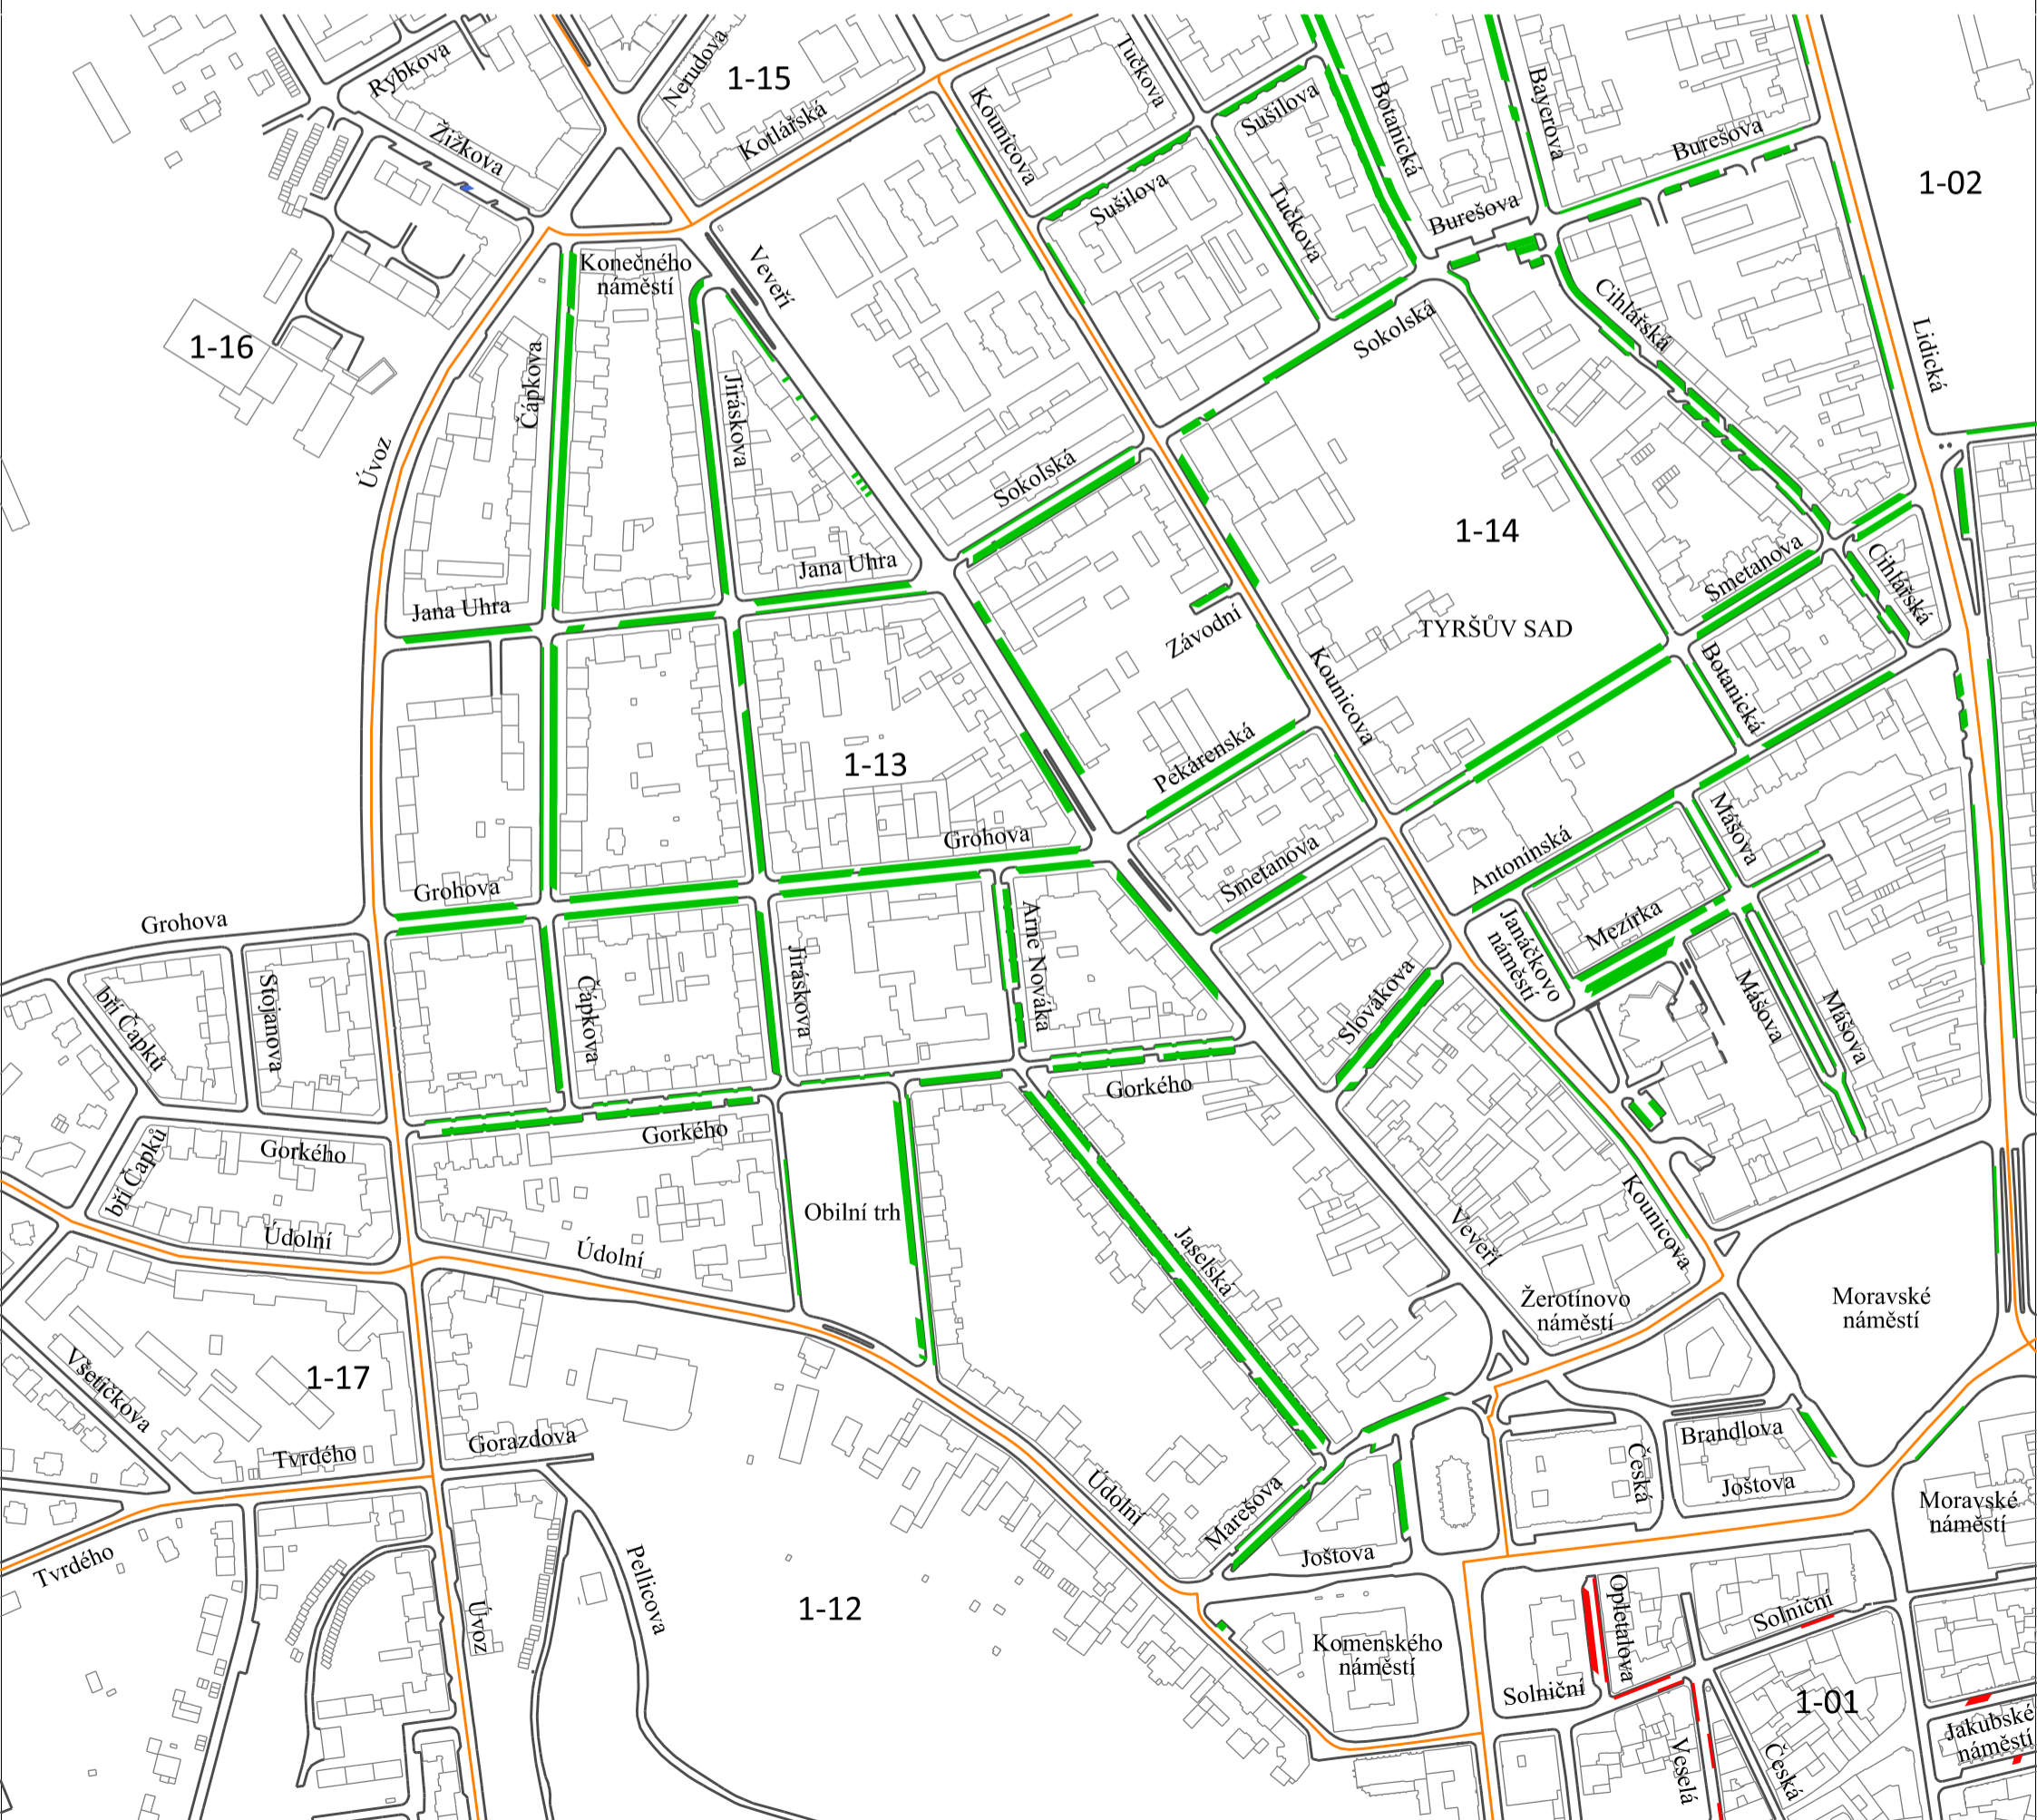 Rybkova
Nerudova
1-15
Tučkova
Kounicova
Kotlářská
Žižkova
Sušilova
Botanická
Bayerova
Burešova
1-02
Sušilova
Tučkova
Burešova
Konečného
náměstí
Veveří
Cihlářská
1-16
Čápkova
Jiráskova
Sokolská
Lidická
Úvoz
Sokolská
1-14
Jana Uhra
Jana Uhra
Smetanova
Cihlářská
Závodní
TYRŠŮV SAD
Kounicova
Botanická
1-13
Pekárenská
Mášova
Grohova
Smetanova
Antonínská
Grohova
Grohova
Arne Nováka
Mezírka
Janáčkovo
náměstí
bří Čapků
Stojanova
Čápkova
Jiráskova
Slovákova
Mášova
Mášova
Gorkého
Gorkého
Gorkého
bří Čapků
Údolní
Údolní
Obilní trh
Jaselská
Veveří
Kounicova
Žerotínovo
náměstí
Moravské
náměstí
Všetičkova
1-17
Tvrdého
Gorazdova
Údolní
Marešova
Česká
Brandlova
Joštova
Moravské
náměstí
Joštova
Tvrdého
Úvoz
Pellicova
1-12
Komenského
náměstí
Opletalova
Solniční
Solniční
1-01
Jakubské
náměstí
Veselá
Česká